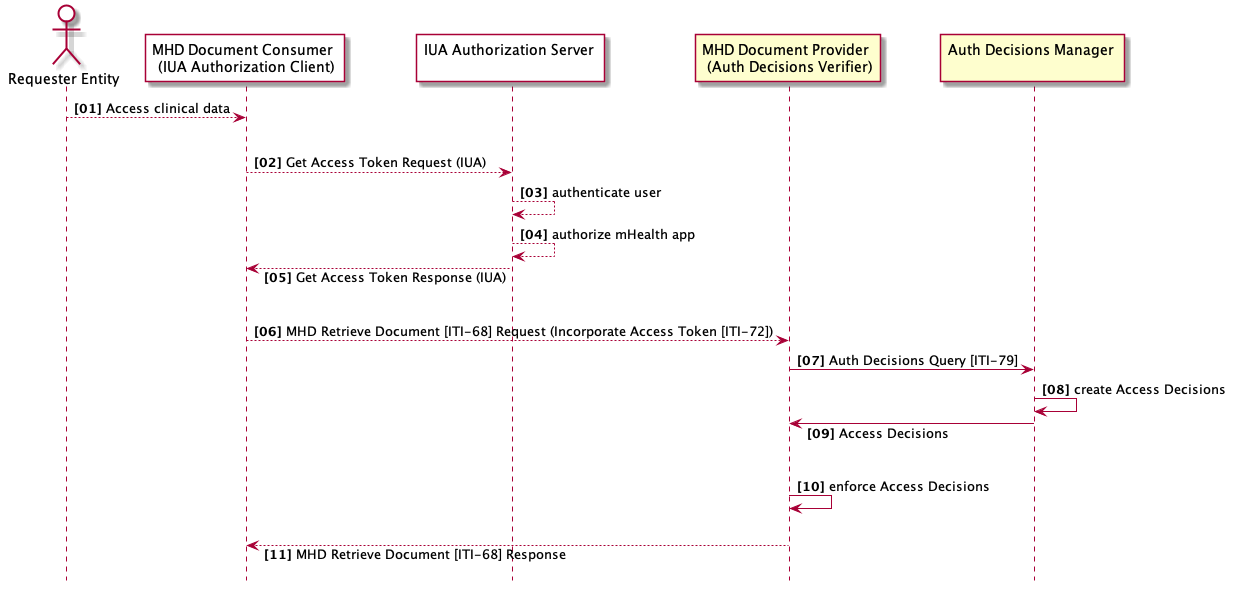 Requester Entity
MHD Document Consumer
(IUA Authorization Client)
IUA Authorization Server
MHD Document Provider
(Auth Decisions Verifier)
Auth Decisions Manager
[01] Access clinical data
[02] Get Access Token Request (IUA)
[03] authenticate user
[04] authorize mHealth app
[05] Get Access Token Response (IUA)
[06] MHD Retrieve Document [ITI-68] Request (Incorporate Access Token [ITI-72])
[07] Auth Decisions Query [ITI-79]
[08] create Access Decisions
[09] Access Decisions
[10] enforce Access Decisions
[11] MHD Retrieve Document [ITI-68] Response